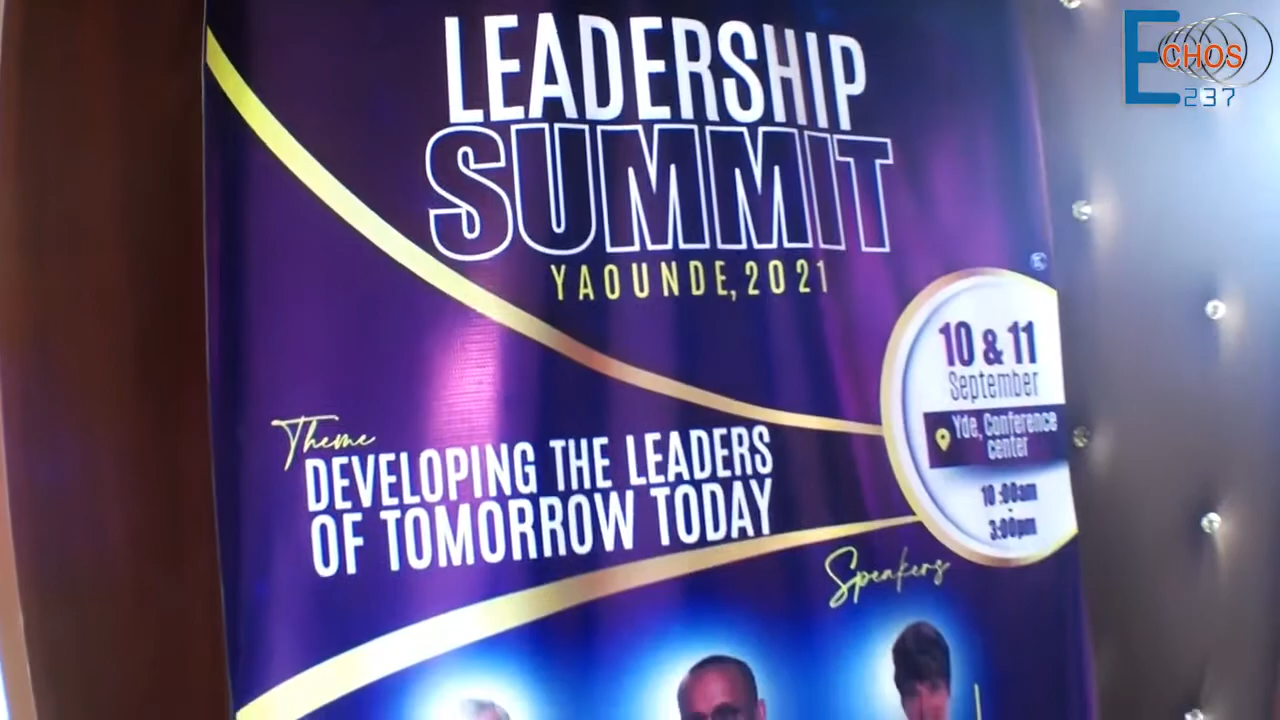 LEADERSHIP
SUMMIT
YAOUNDE, 2021
10 & 11
September
Yde, Conference
center
10 :00am
-
3:00pm
Theme
DEVELOPING THE LEADERS
OF TOMORROW TODAY
Speakers
ECHOS
237